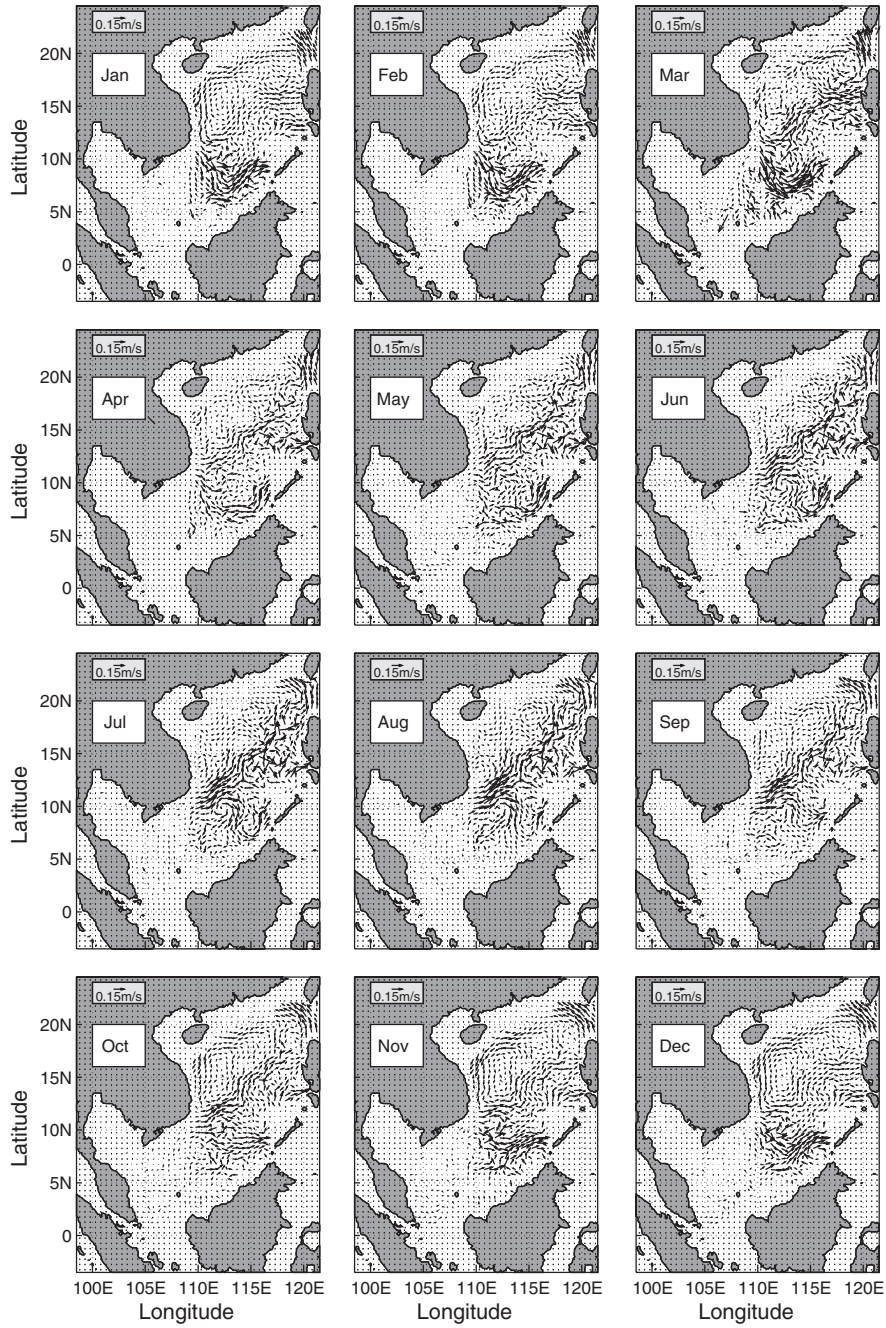 0.15m/s 0.15m/s 0.15m/s
Jan Feb Mar
20N
15N
10N
5N
0
Latitude
0.15m/s 0.15m/s 0.15m/s
Apr May Jun
20N
15N
10N
5N
0
Latitude
0.15m/s 0.15m/s 0.15m/s
Jul Aug Sep
20N
15N
10N
5N
0
Latitude
0.15m/s 0.15m/s 0.15m/s
Oct Nov Dec
20N
15N
10N
5N
0
Latitude
100E 105E 110E 115E 120E 100E 105E 110E 115E 120E 100E 105E 110E 115E 120E
Longitude Longitude Longitude